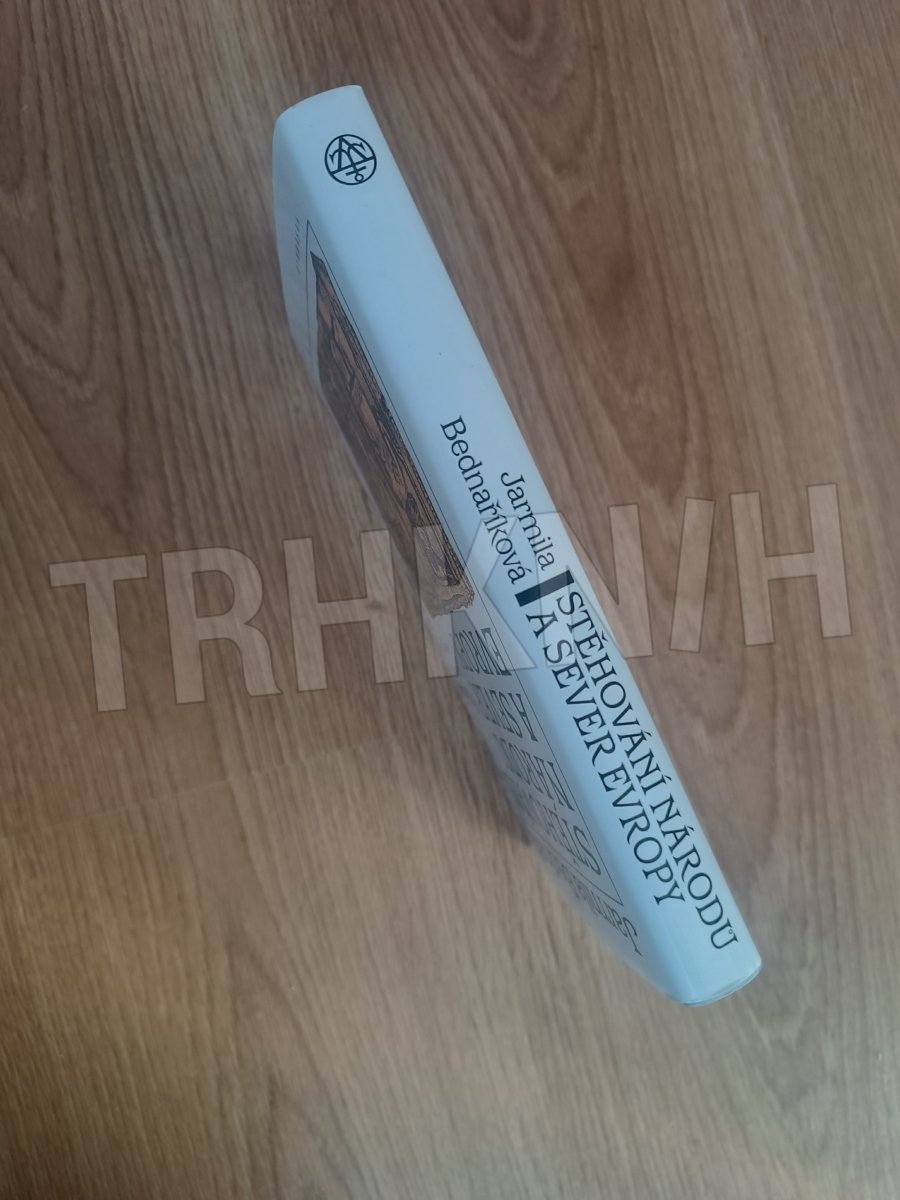 Jarmila
Bednaříková
STĚHOVÁNÍ NÁRODŮ
A SEVER EVROPY
TRHKNIH